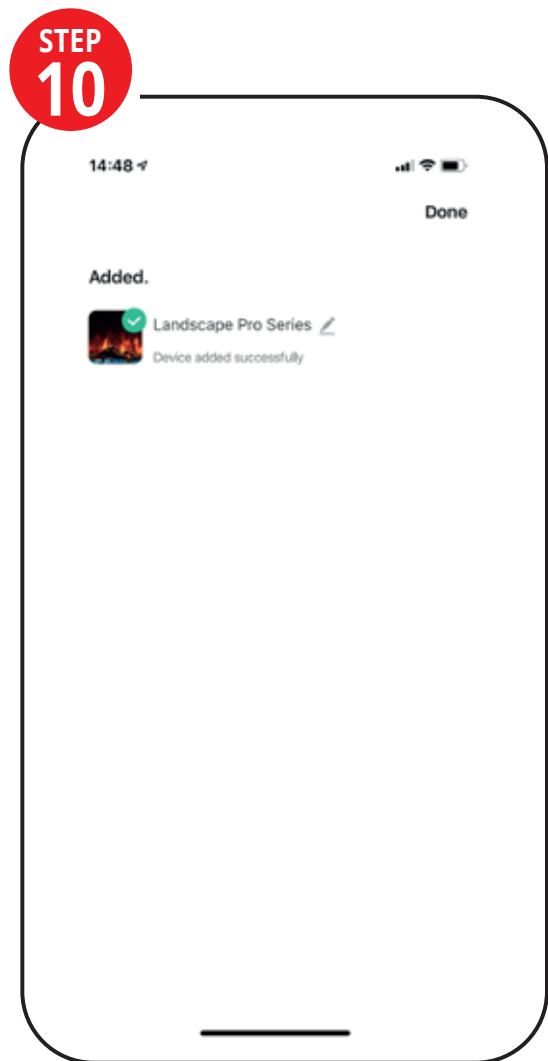 STEP
10
14:48
Done
Added.
Landscape Pro Series
Device added successfully